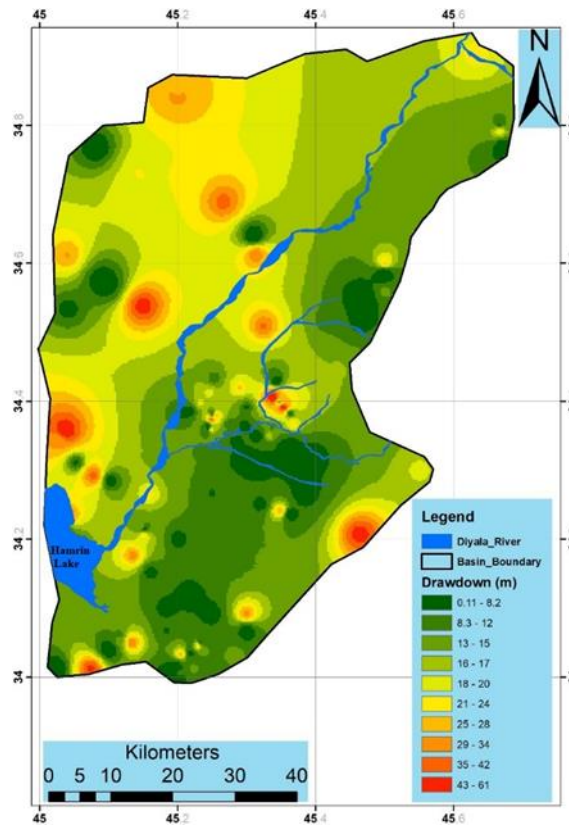 45 45.2 45.4 45.6
N
34.8
34.6
34.4
34.2
34
Hamrin
Lake
Legend
Diyala_River
Basin_Boundary
Drawdown (m)
0.11 - 8.2
8.3 - 12
13 - 15
16 - 17
18 - 20
21 - 24
25 - 28
29 - 34
35 - 42
43 - 61
Kilometers
0 5 10 20 30 40
45 45.2 45.4 45.6